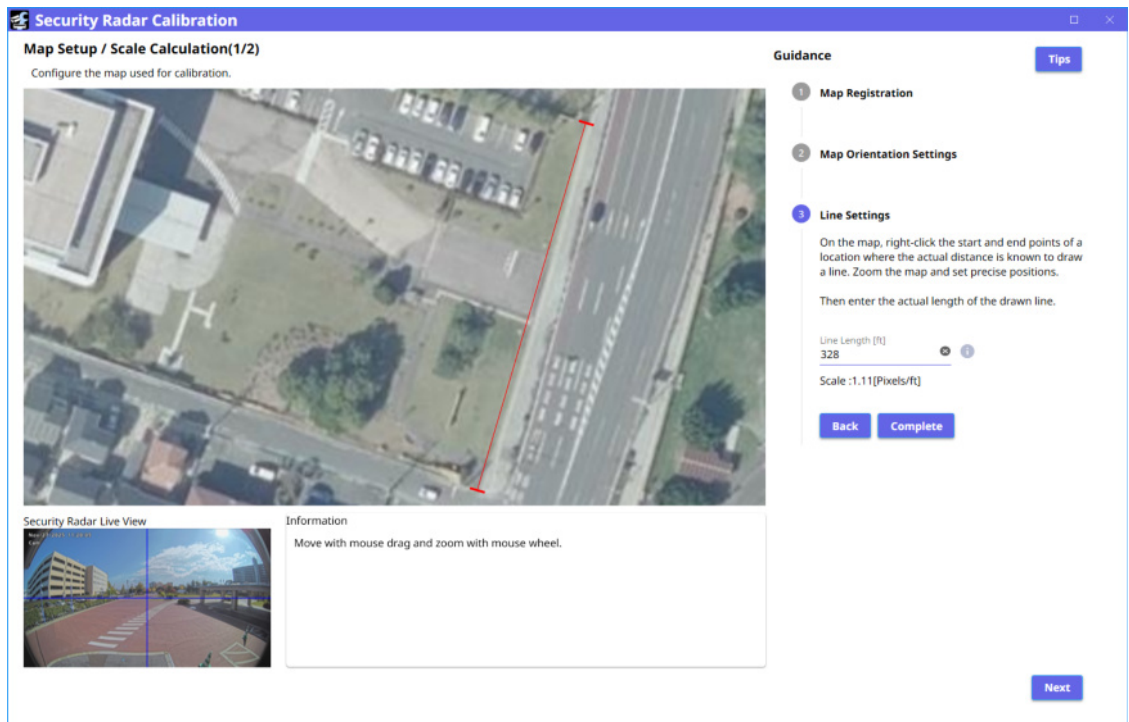 Security Radar Calibration
Map Setup / Scale Calculation(1/2)
Configure the map used for calibration.
Guidance
Tips
1 Map Registration
2 Map Orientation Settings
3 Line Settings
On the map, right-click the start and end points of a
location where the actual distance is known to draw
a line. Zoom the map and set precise positions.
Then enter the actual length of the drawn line.
Line Length [ft]
328
Scale :1.11[Pixels/ft]
Back Complete
Security Radar Live View
Information
Move with mouse drag and zoom with mouse wheel.
Next